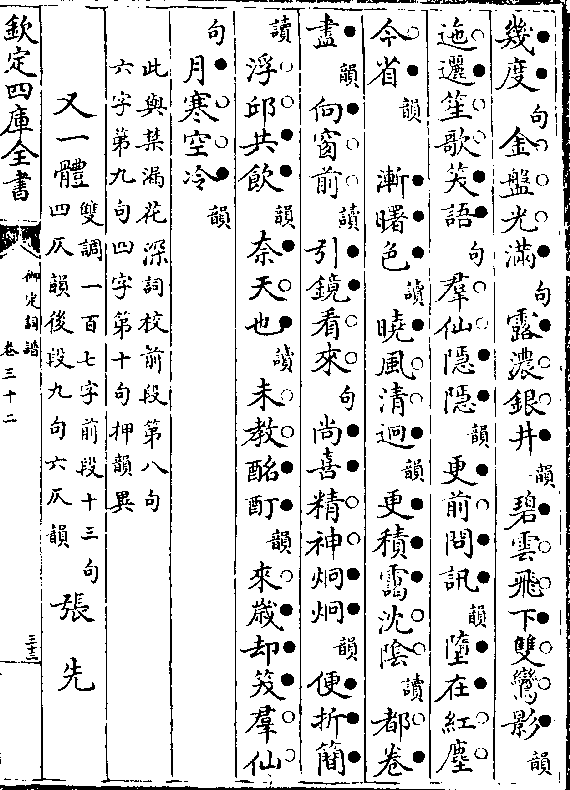 幾度句金盤光滿句露濃銀井韻碧雲飛下雙鸞影韻
迤邐笙歌笑語句羣仙隱隱韻更前問訊韻墮在紅塵
今省韻漸曙色讀曉風清迥韻更積靄沈陰讀都卷
盡韻向窗前讀引鏡看來句尚喜精神炯炯韻便折簡
讀浮邱共飲韻奈天也讀未教酩酊韻來歲却笑羣仙
句月寒空冷韻
此與禁漏花深詞校前段第八句
六字第九句四字第十句押韻異
又一體雙調一百七字前段十三句
四仄韻後段九句六仄韻張先
欽定四庫全書
御定詞譜
卷三十二
三十三